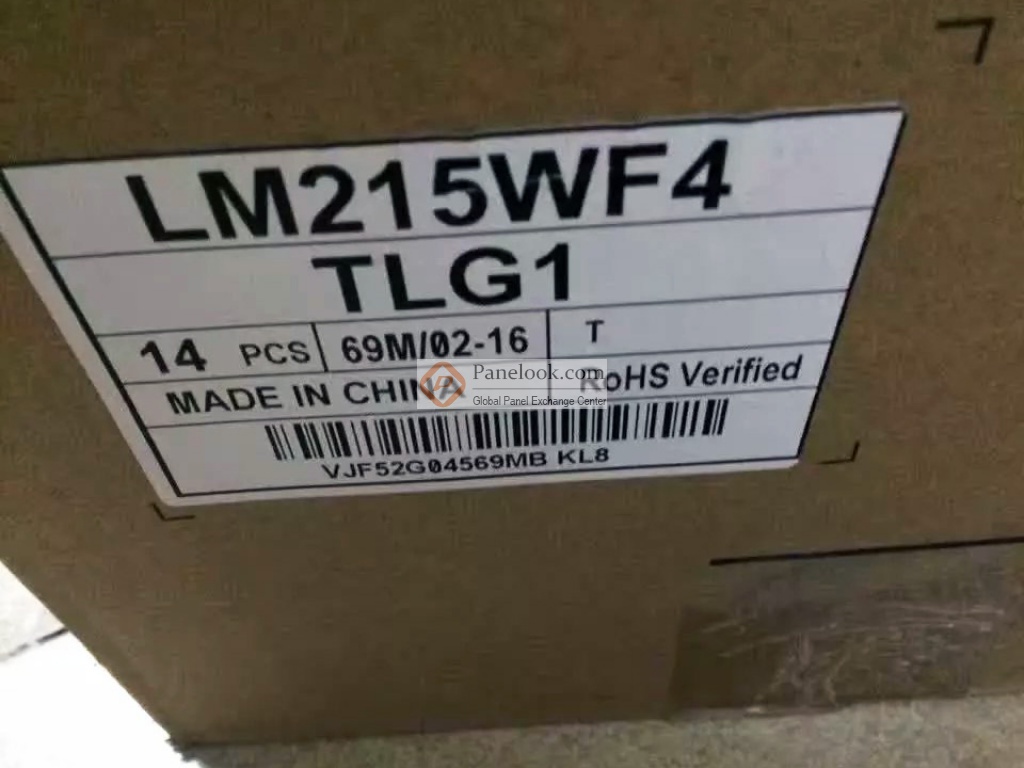 LM215WF4
TLG1
14 PCS 69M/02-16 T
MADE IN CHINA RoHS Verified
Panelook.com
Global Panel Exchange Center
VJF52G04569MB KL8